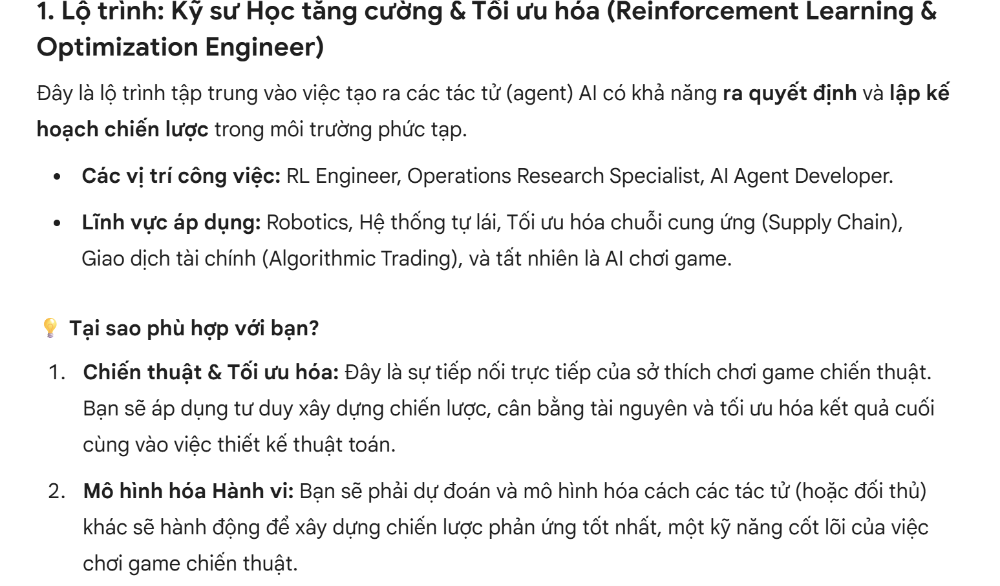 1. Lộ trình: Kỹ sư Học tăng cường & Tối ưu hóa (Reinforcement Learning &
Optimization Engineer)
Đây là lộ trình tập trung vào việc tạo ra các tác tử (agent) AI có khả năng ra quyết định và lập kế
hoạch chiến lược trong môi trường phức tạp.
• Các vị trí công việc: RL Engineer, Operations Research Specialist, AI Agent Developer.
• Lĩnh vực áp dụng: Robotics, Hệ thống tự lái, Tối ưu hóa chuỗi cung ứng (Supply Chain),
Giao dịch tài chính (Algorithmic Trading), và tất nhiên là AI chơi game.
💡 Tại sao phù hợp với bạn?
1. Chiến thuật & Tối ưu hóa: Đây là sự tiếp nối trực tiếp của sở thích chơi game chiến thuật.
Bạn sẽ áp dụng tư duy xây dựng chiến lược, cân bằng tài nguyên và tối ưu hóa kết quả cuối
cùng vào việc thiết kế thuật toán.
2. Mô hình hóa Hành vi: Bạn sẽ phải dự đoán và mô hình hóa cách các tác tử (hoặc đối thủ)
khác sẽ hành động để xây dựng chiến lược phản ứng tốt nhất, một kỹ năng cốt lõi của việc
chơi game chiến thuật.